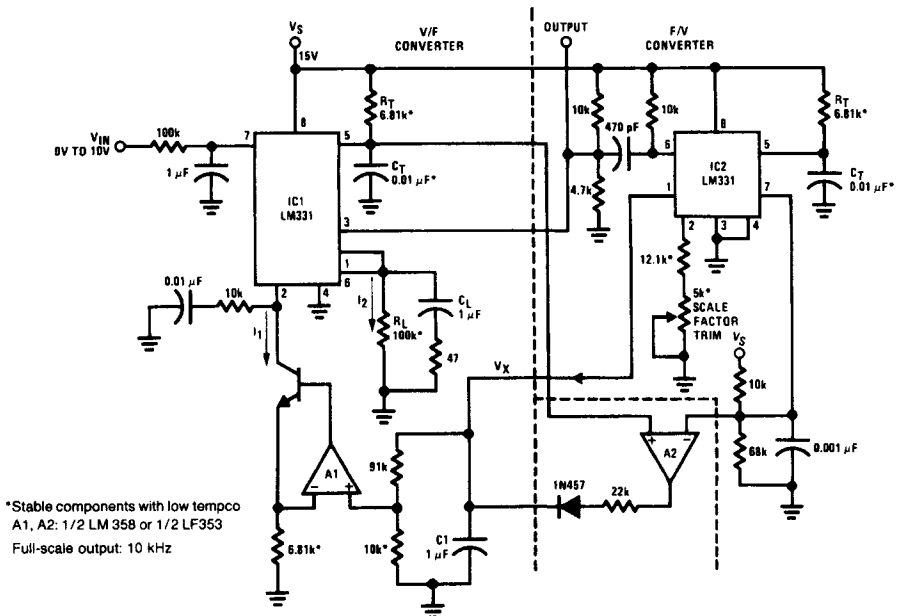 VS
15V
V/F
CONVERTER
OUTPUT
F/V
CONVERTER
RT
6.81k*
10k
470 pF
10k
RT
6.81k*
VIN
0V TO 10V
100k
1 µF
7
8
5
IC1
LM331
3
1
6
2
4
CT
0.01 µF*
4.7k
6
8
IC2
LM331
5
1
7
2
3
4
CT
0.01 µF*
0.01 µF
10k
I1
I2
RL
100k*
CL
1 µF
47
12.1k*
5k*
SCALE
FACTOR
TRIM
VX
VS
10k
68k
0.001 µF
A1
91k
10k*
C1
1 µF
1N457
22k
A2
6.81k*
+
−
+
−
*Stable components with low tempco
A1, A2: 1/2 LM 358 or 1/2 LF353
Full-scale output: 10 kHz